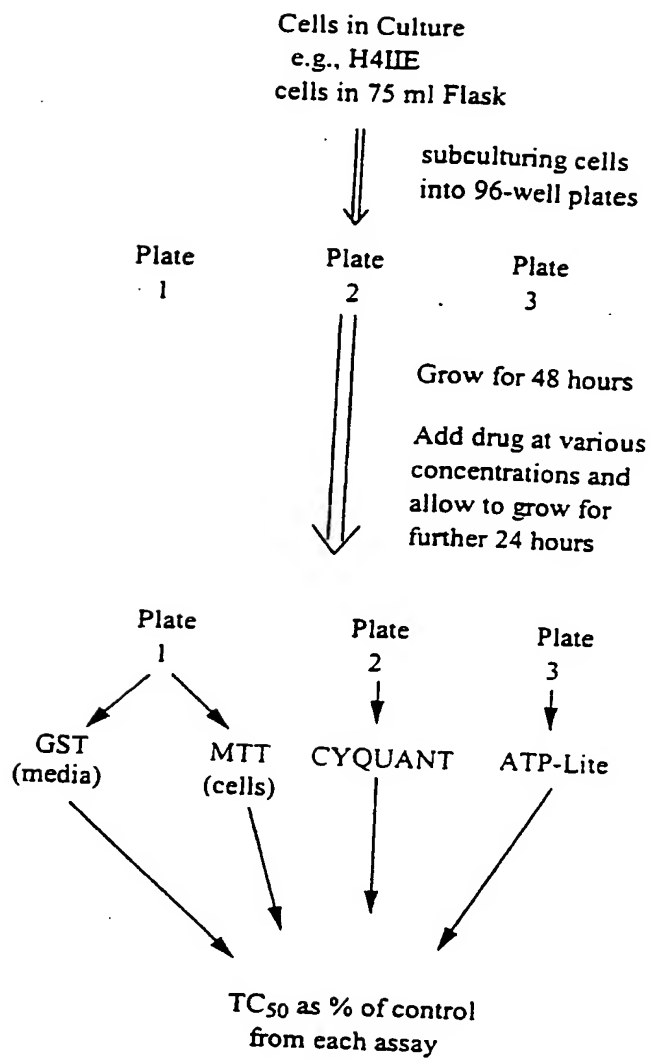 Cells in Culture
e.g., H4IIE
cells in 75 ml Flask
subculturing cells
into 96-well plates
Plate
1
Plate
2
Plate
3
Grow for 48 hours
Add drug at various
concentrations and
allow to grow for
further 24 hours
Plate
1
Plate
2
Plate
3
GST
(media)
MTT
(cells)
CYQUANT
ATP-Lite
TC50 as % of control
from each assay